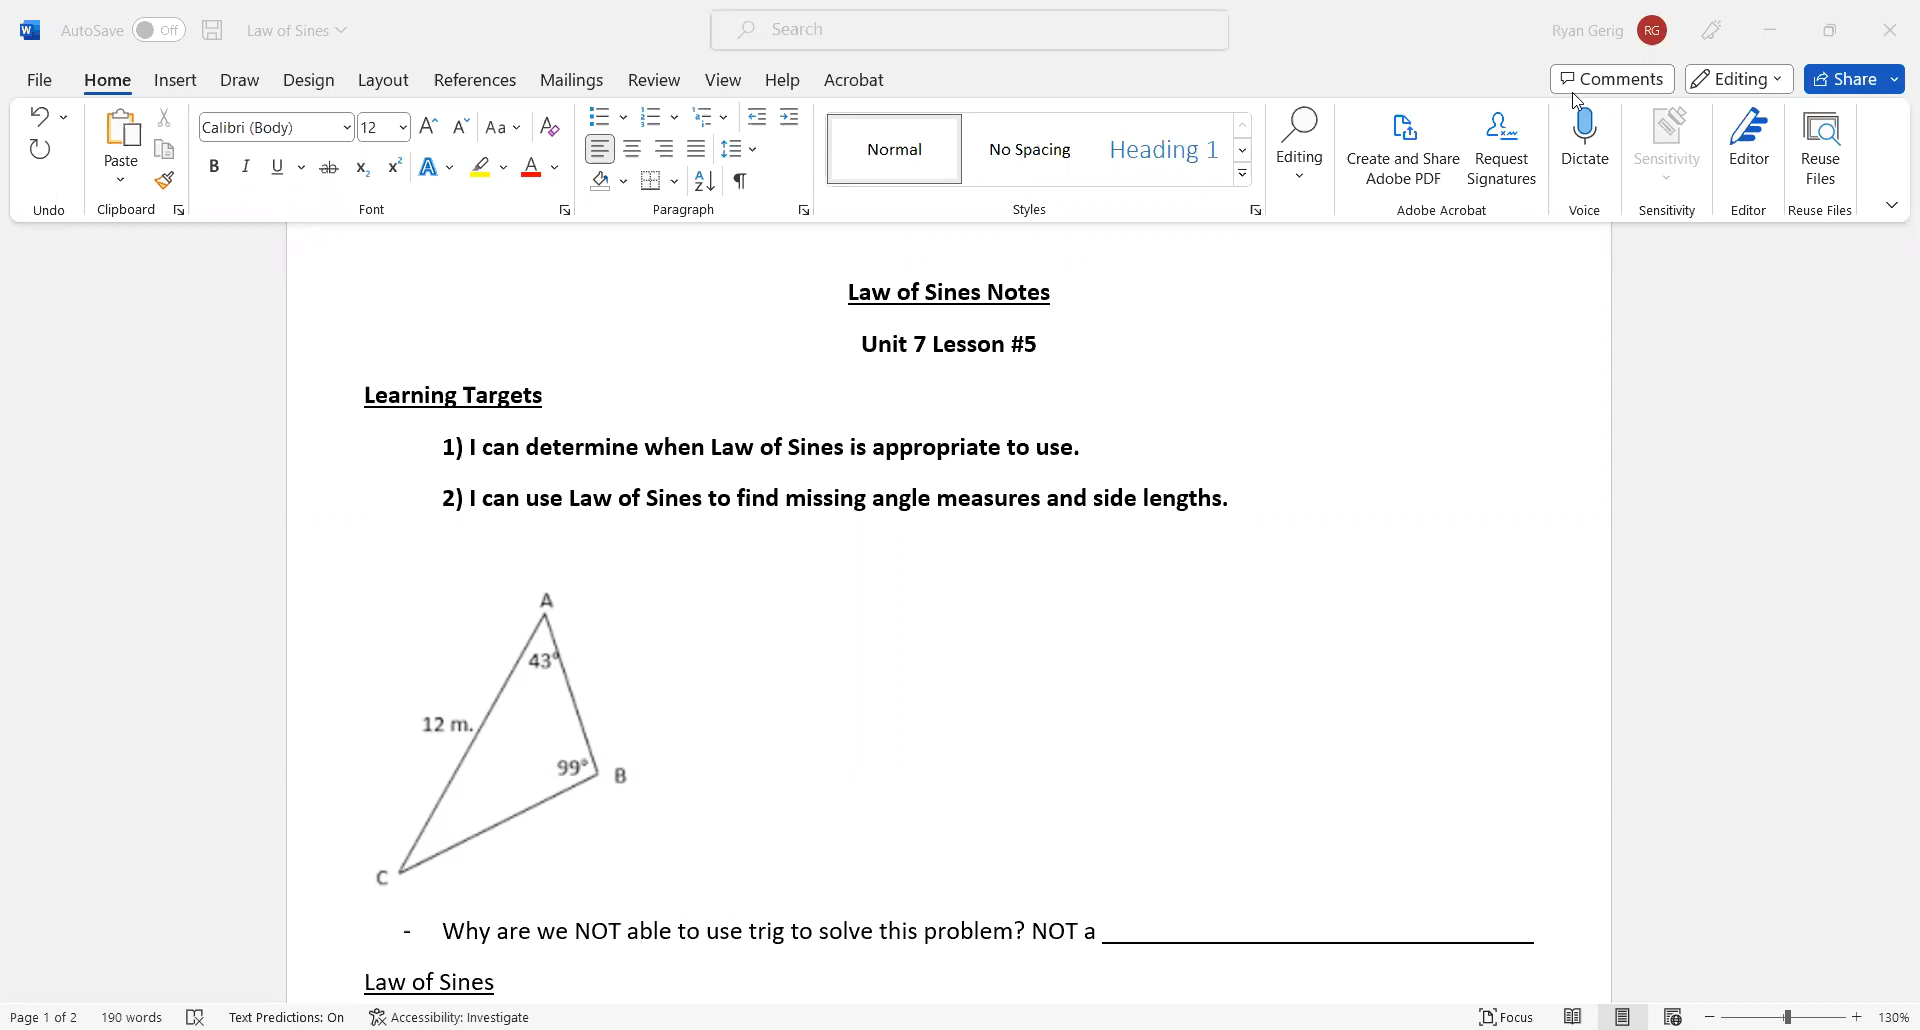 W AutoSave Off Law of Sines Search Ryan Gerig RG
File Home Insert Draw Design Layout References Mailings Review View Help Acrobat Comments Editing Share
Paste
Undo Clipboard
Calibri (Body) 12 A A Aa A
B I U ab x2 x2 A A
Font
Paragraph
Normal No Spacing Heading 1
Styles
Editing
Create and Share Adobe PDF
Request Signatures
Adobe Acrobat
Dictate
Voice
Sensitivity
Sensitivity
Editor
Editor
Reuse Files
Reuse Files
Law of Sines Notes
Unit 7 Lesson #5
Learning Targets
1) I can determine when Law of Sines is appropriate to use.
2) I can use Law of Sines to find missing angle measures and side lengths.
A
43°
12 m.
99°
B
C
- Why are we NOT able to use trig to solve this problem? NOT a
Law of Sines
Page 1 of 2 190 words Text Predictions: On Accessibility: Investigate Focus 130%